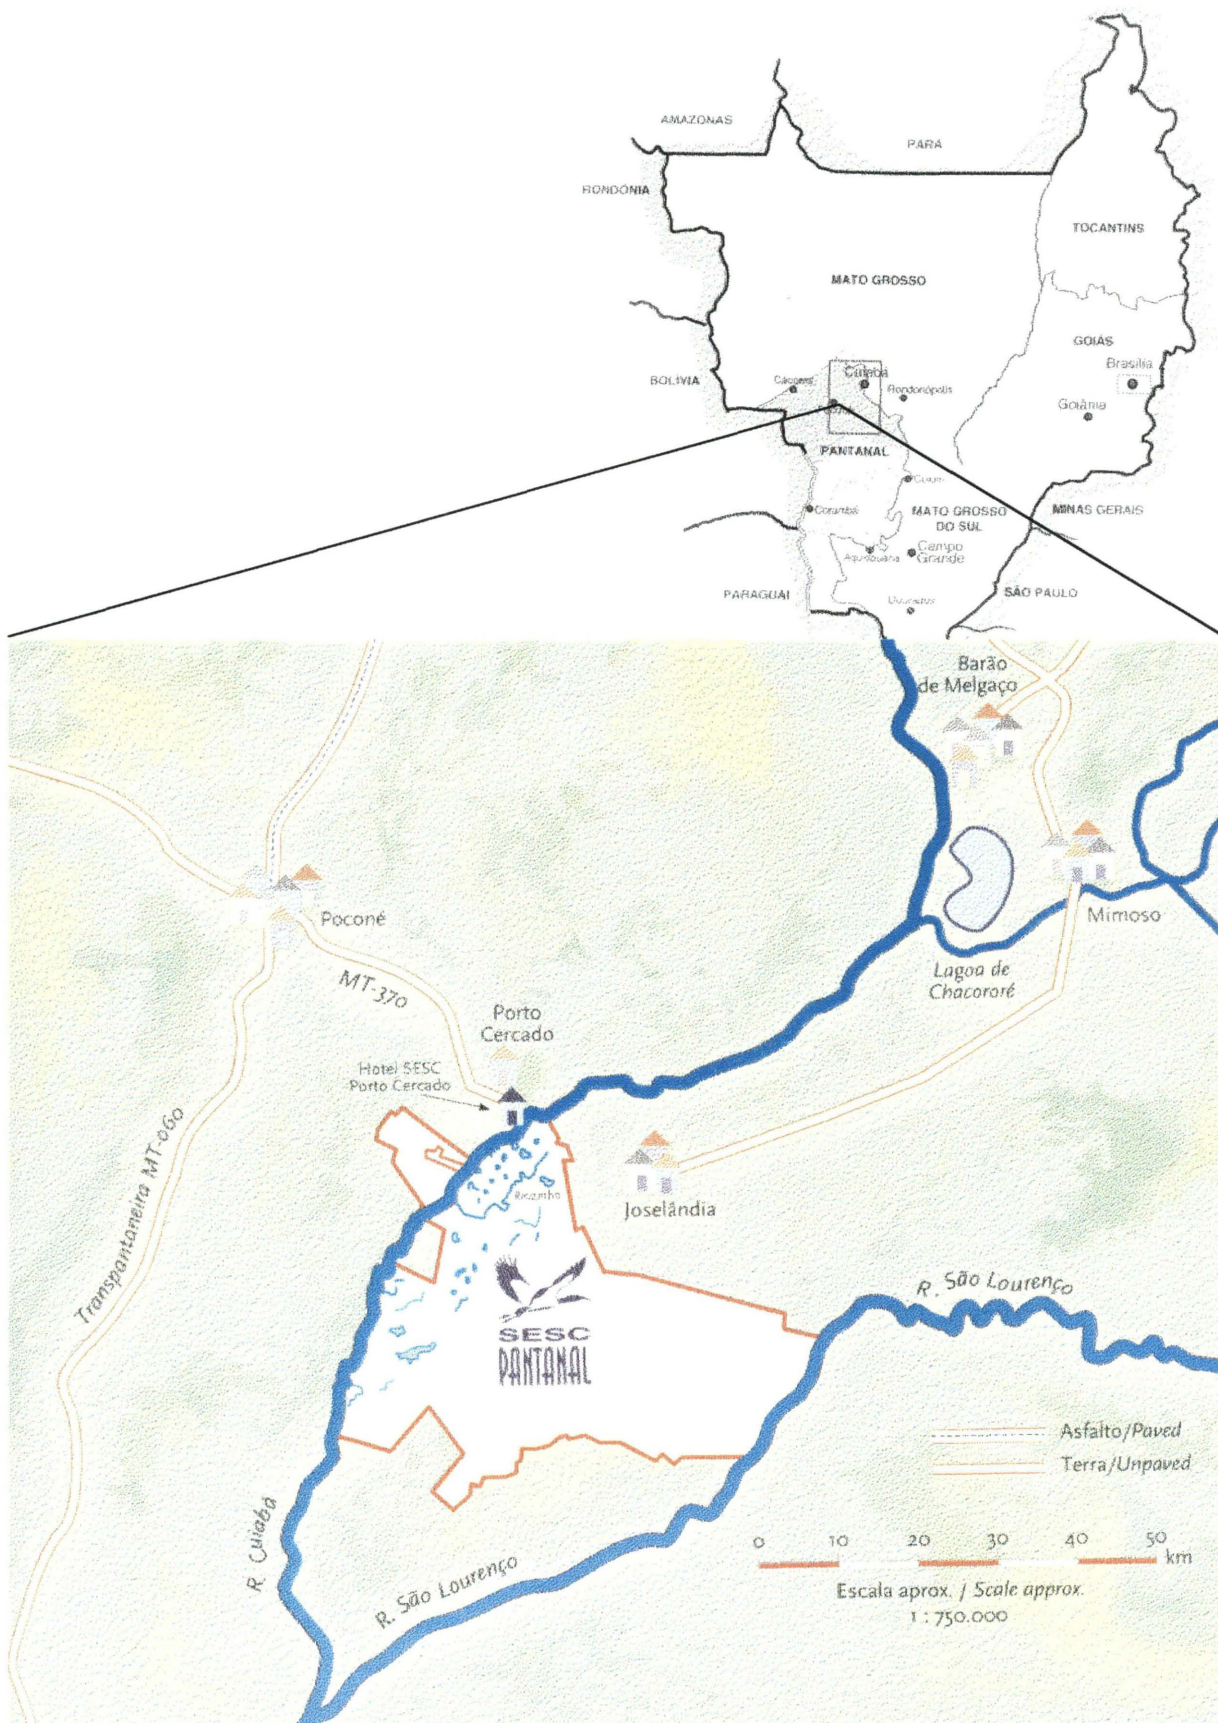 AMAZONAS
PARÁ
RONDÔNIA
TOCANTINS
MATO GROSSO
GOIÁS
Brasília
BOLÍVIA
Cáceres
Cuiabá
Rondonópolis
Goiânia
PANTANAL
Coxim
Corumbá
MATO GROSSO
DO SUL
MINAS GERAIS
Aquidauana
Campo
Grande
PARAGUAI
Dourados
SÃO PAULO
Barão
de Melgaço
Poconé
Mimoso
MT-370
Lagoa de
Chacororé
Porto
Cercado
Hotel SESC
Porto Cercado
Transpantaneira MT-060
Riozinho
Joselândia
R. São Lourenço
SESC
PANTANAL
Asfalto/Paved
Terra/Unpaved
R. Cuiabá
R. São Lourenço
0 10 20 30 40 50
km
Escala aprox. / Scale approx.
1 : 750.000